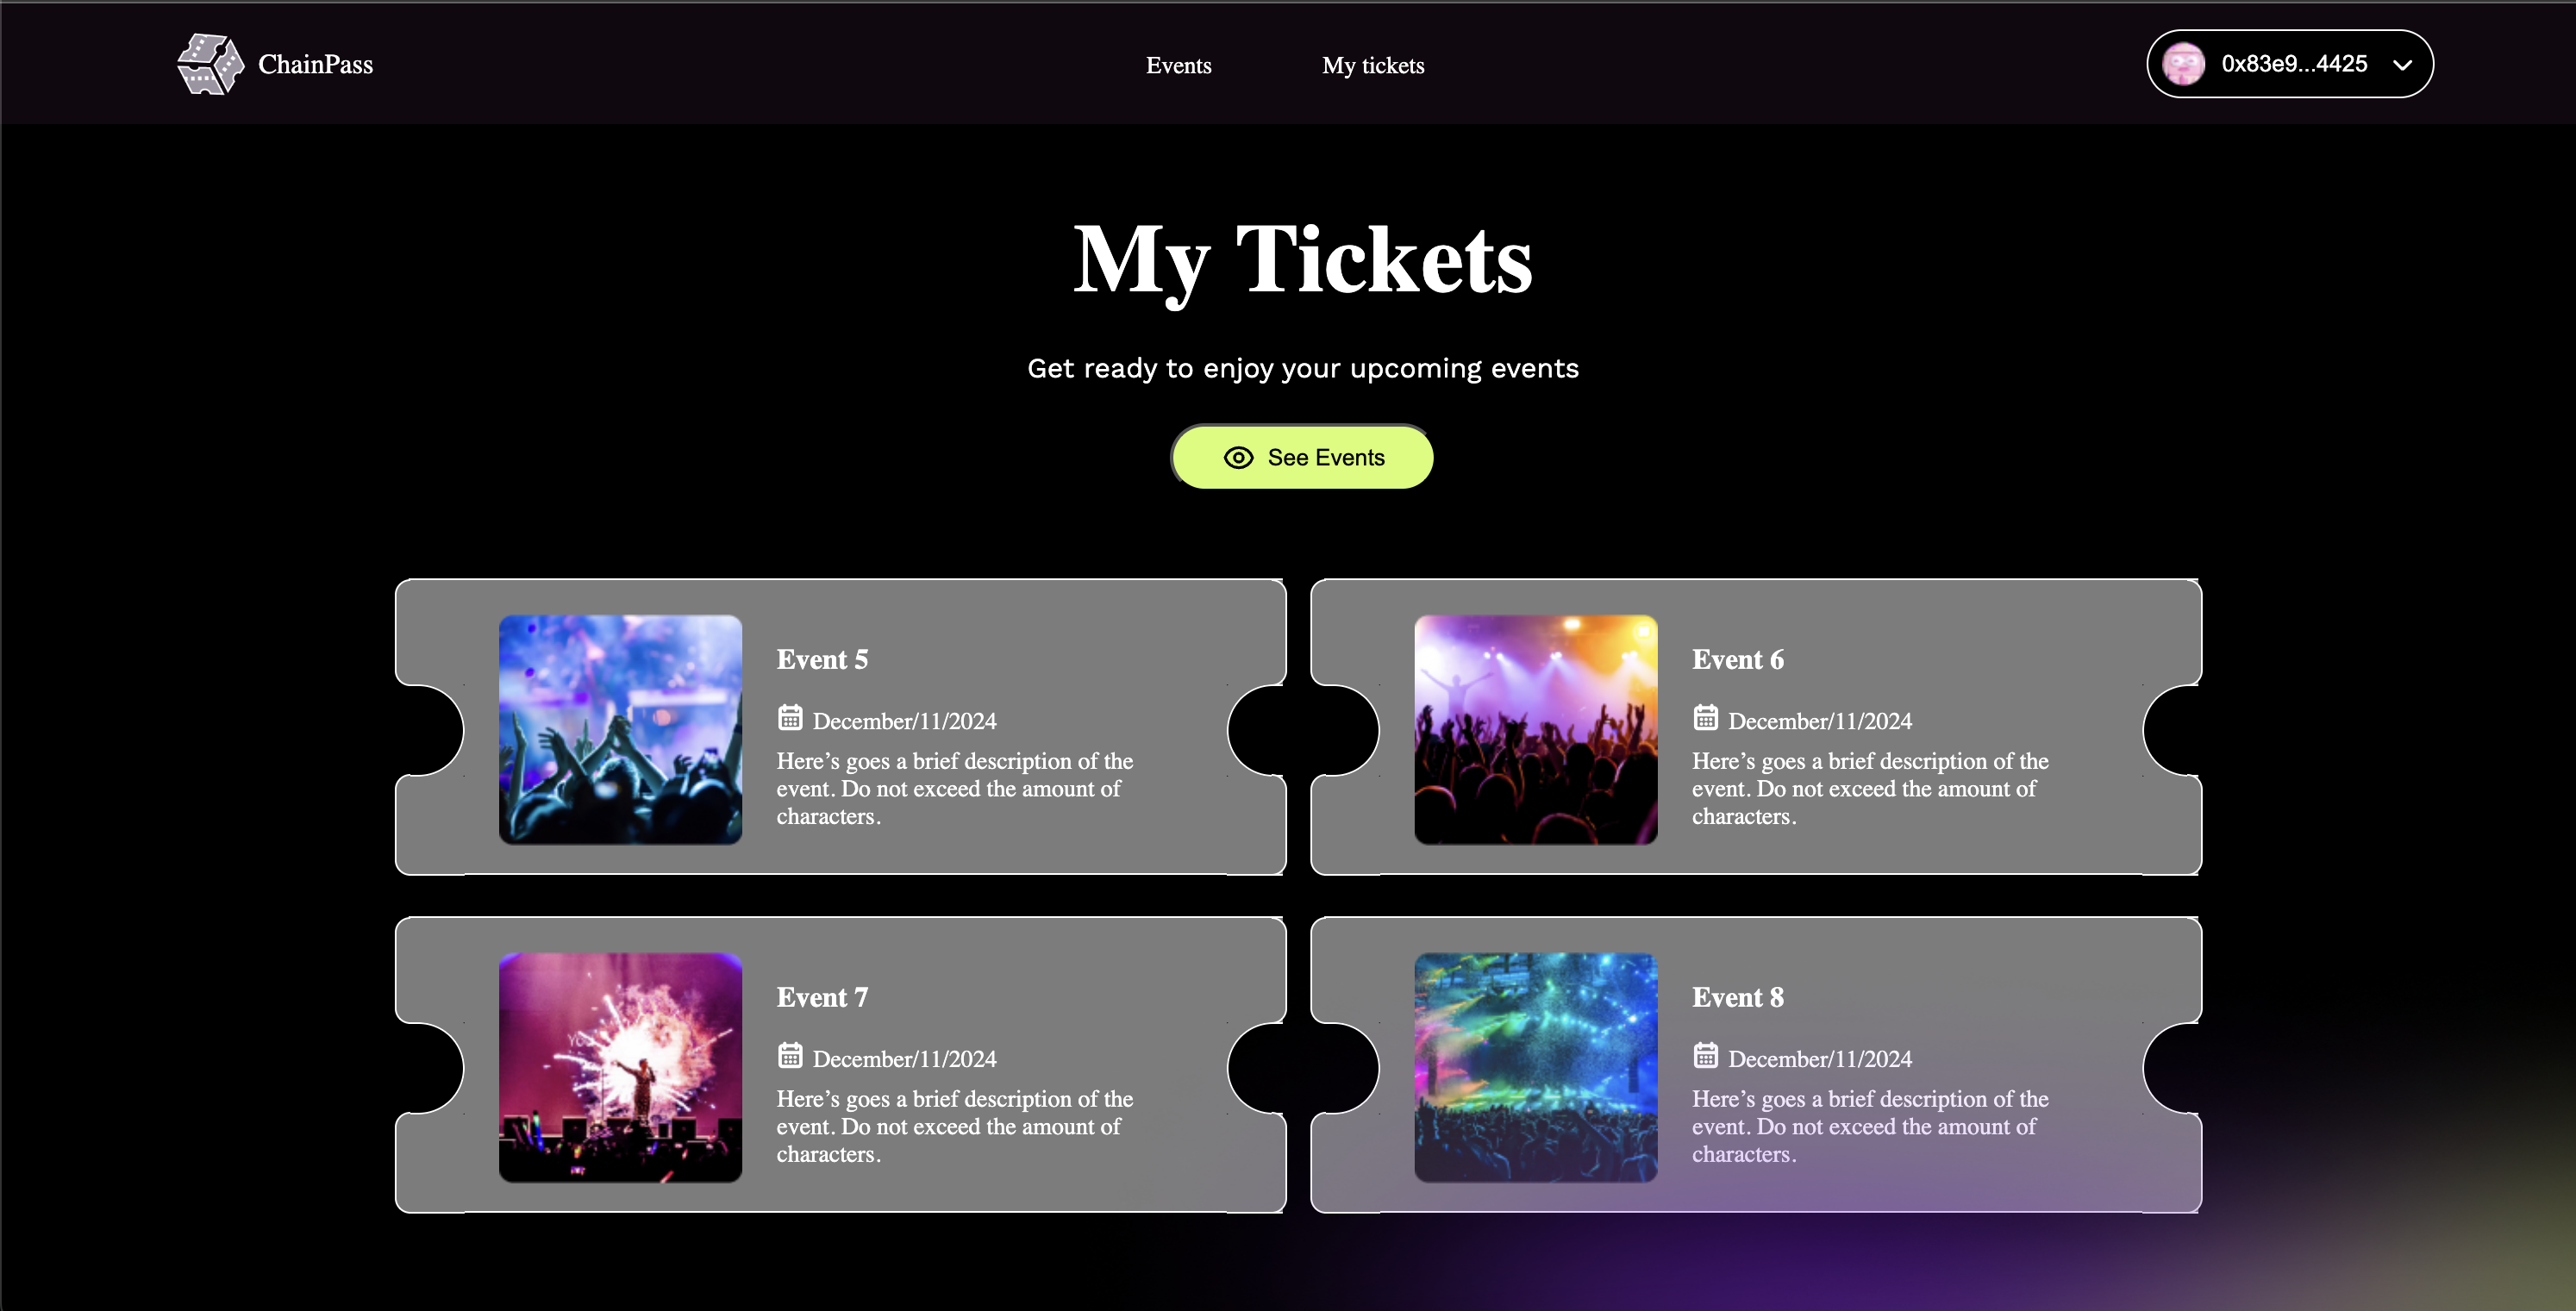 ChainPass
Events
My tickets
0x83e9...4425
My Tickets
Get ready to enjoy your upcoming events
See Events
Event 5
December/11/2024
Here’s goes a brief description of the
event. Do not exceed the amount of
characters.
Event 6
December/11/2024
Here’s goes a brief description of the
event. Do not exceed the amount of
characters.
Event 7
December/11/2024
Here’s goes a brief description of the
event. Do not exceed the amount of
characters.
Event 8
December/11/2024
Here’s goes a brief description of the
event. Do not exceed the amount of
characters.